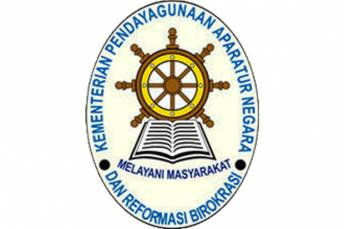 KEMENTERIAN PENDAYAGUNAAN APARATUR NEGARA
MELAYANI MASYARAKAT
DAN REFORMASI BIROKRASI